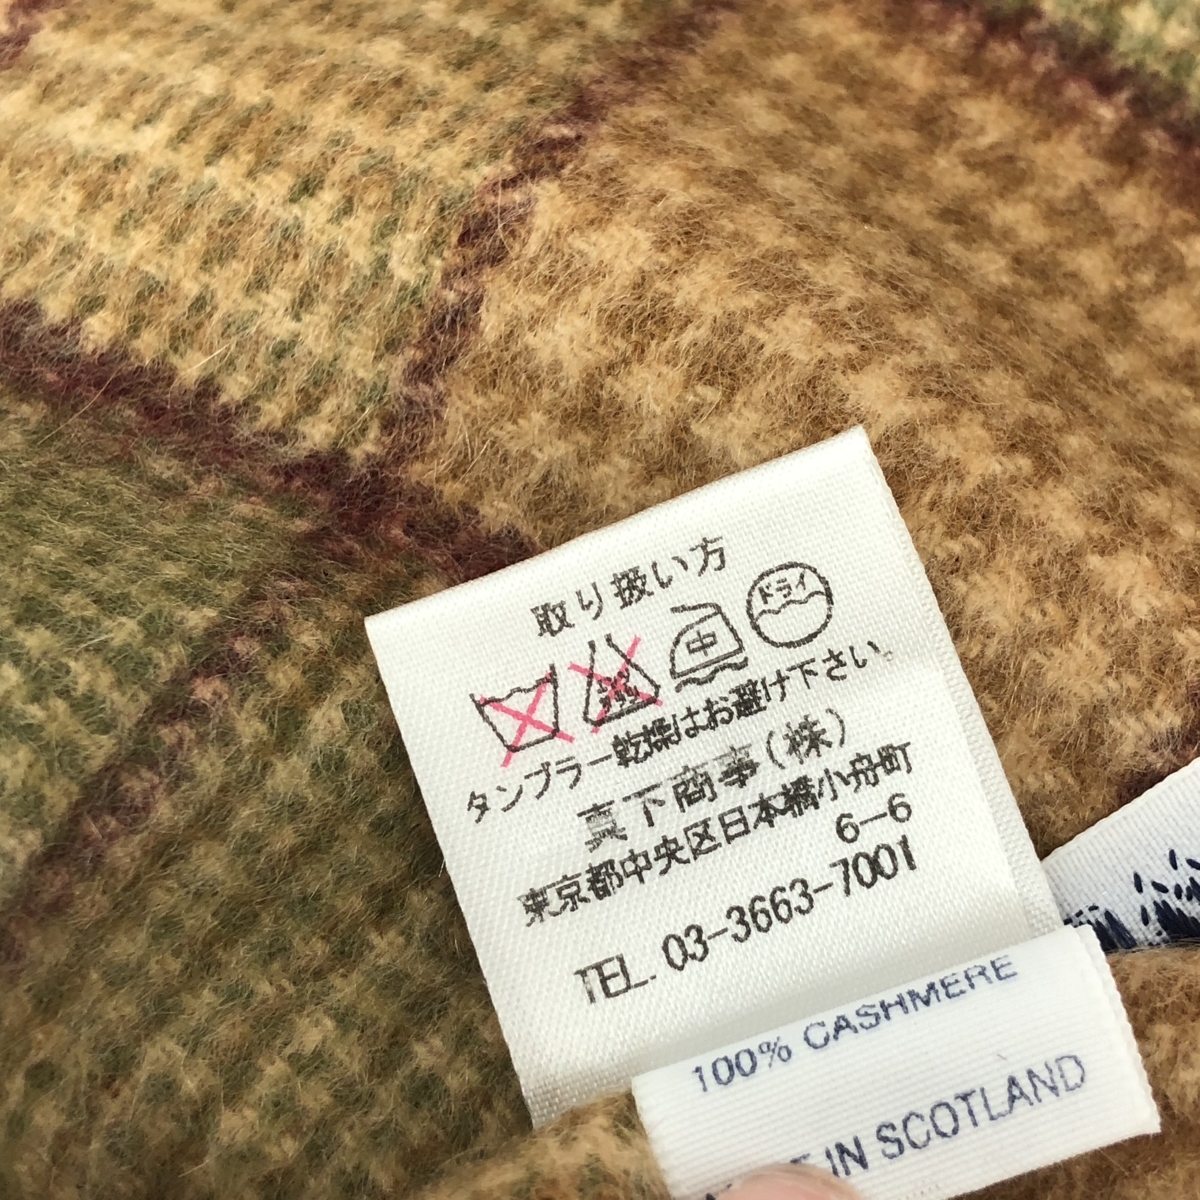 取り扱い方
中 ドライ
タンブラー乾燥はお避け下さい。
真下商事(株)
東京都中央区日本橋小舟町
6-6
TEL. 03-3663-7001
100% CASHMERE
IN SCOTLAND